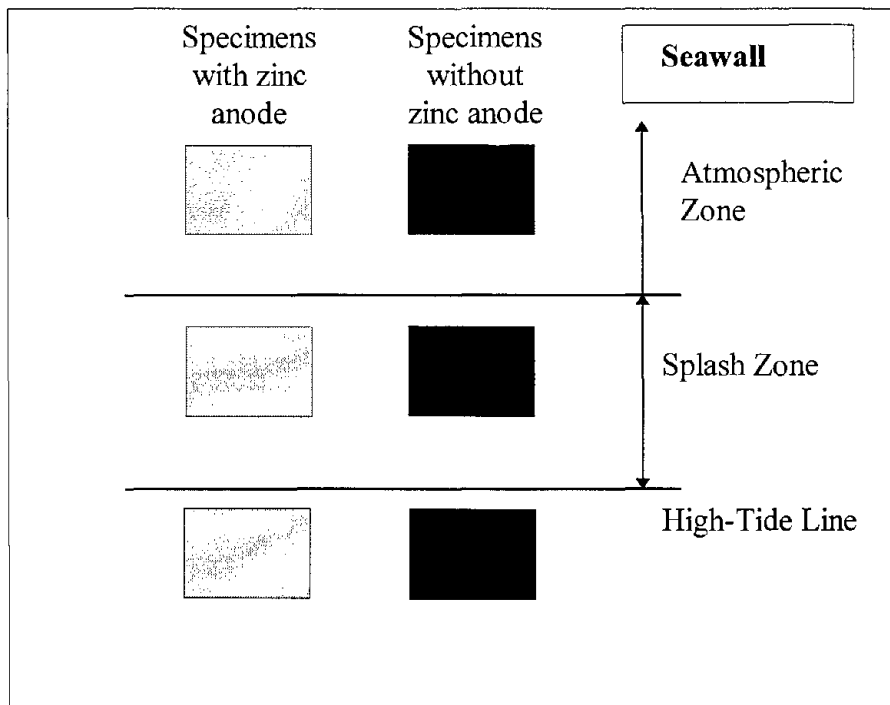 Specimens
with zinc
anode
Specimens
without
zinc anode
Seawall
Atmospheric
Zone
Splash Zone
High-Tide Line